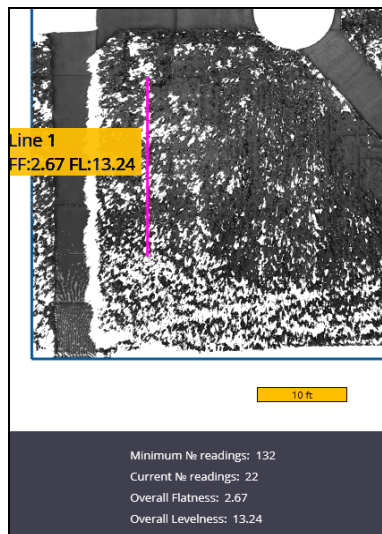 Line 1
FF:2.67 FL:13.24
10 ft
Minimum № readings: 132
Current № readings: 22
Overall Flatness: 2.67
Overall Levelness: 13.24